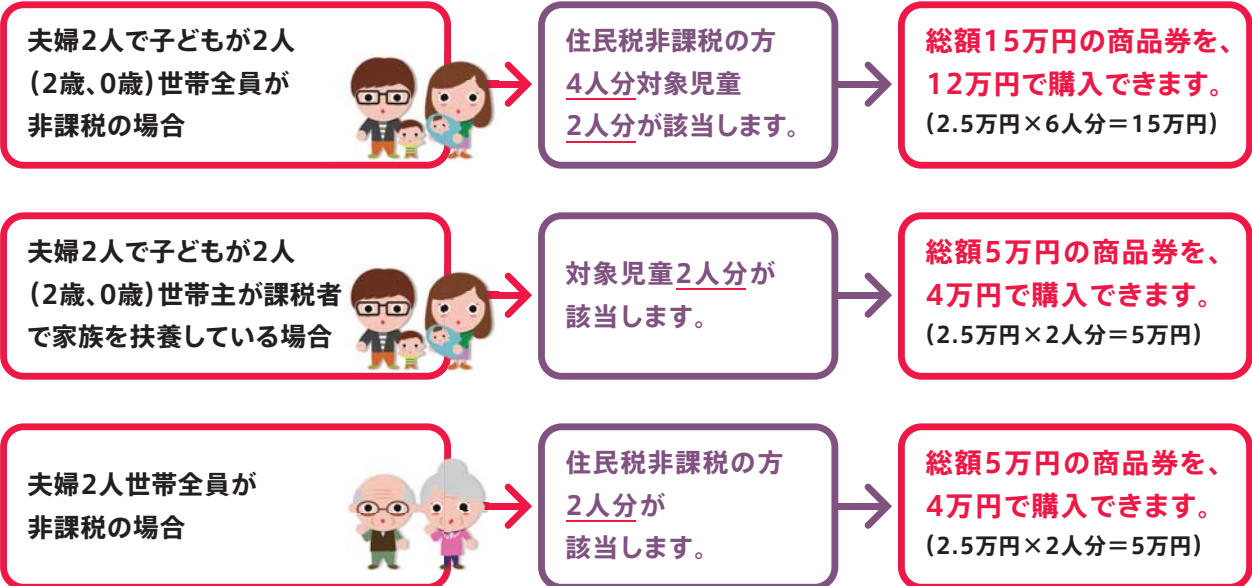 夫婦2人で子どもが2人
(2歳、0歳)世帯全員が
非課税の場合
住民税非課税の方
4人分対象児童
2人分が該当します。
総額15万円の商品券を、
12万円で購入できます。
(2.5万円×6人分=15万円)
夫婦2人で子どもが2人
(2歳、0歳)世帯主が課税者
で家族を扶養している場合
対象児童2人分が
該当します。
総額5万円の商品券を、
4万円で購入できます。
(2.5万円×2人分=5万円)
夫婦2人世帯全員が
非課税の場合
住民税非課税の方
2人分が
該当します。
総額5万円の商品券を、
4万円で購入できます。
(2.5万円×2人分=5万円)